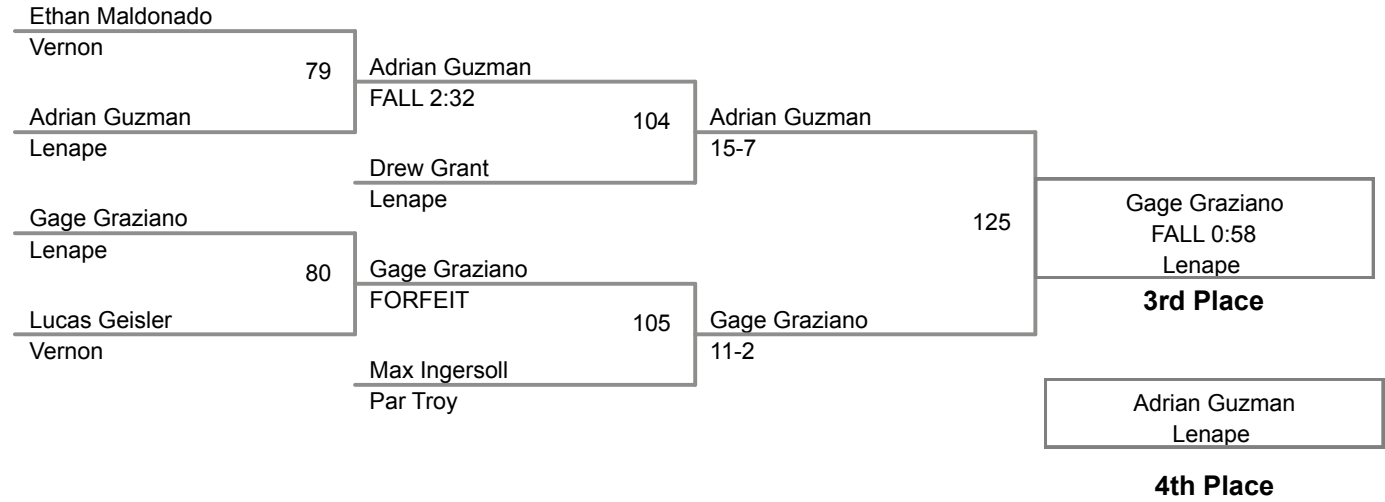 Ethan Maldonado
Vernon
79
Adrian Guzman
Lenape
Gage Graziano
Lenape
80
Lucas Geisler
Vernon
Adrian Guzman
FALL 2:32
104
Drew Grant
Lenape
Gage Graziano
FORFEIT
105
Max Ingersoll
Par Troy
Adrian Guzman
15-7
125
Gage Graziano
11-2
Gage Graziano
FALL 0:58
Lenape
3rd Place
Adrian Guzman
Lenape
4th Place